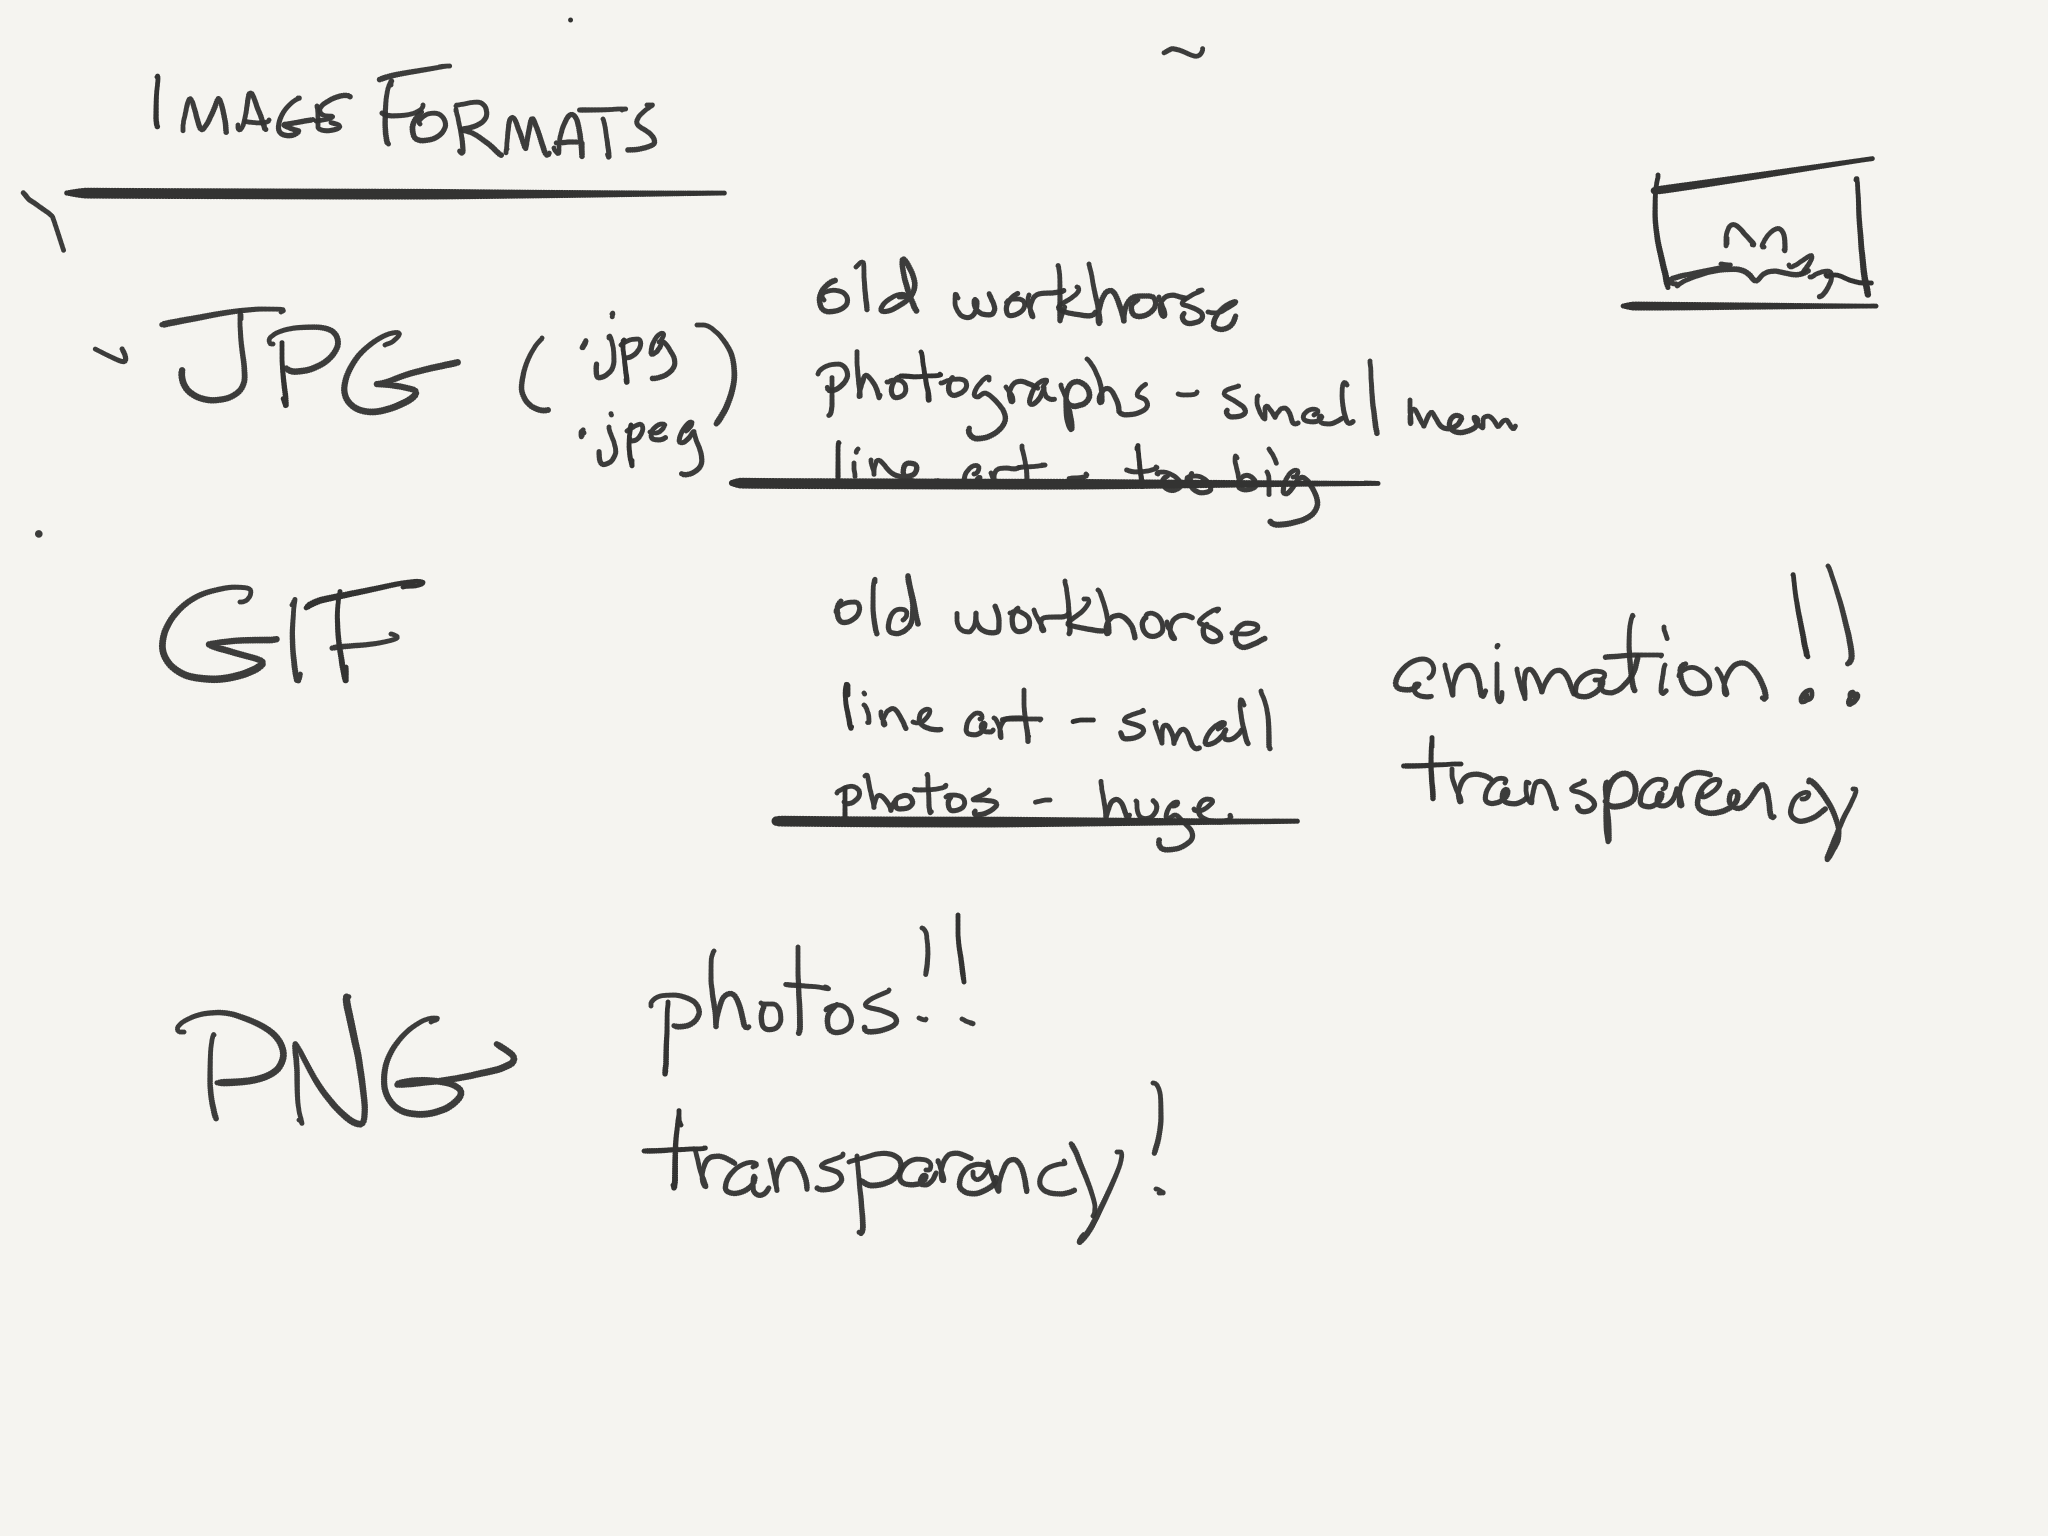 IMAGE FORMATS
JPG (.jpg .jpeg)
old workhorse
photographs - small mem
line art - too big
GIF
old workhorse
line art - small
photos - huge
animation!!
transparency
PNG
photos!!
transparency!